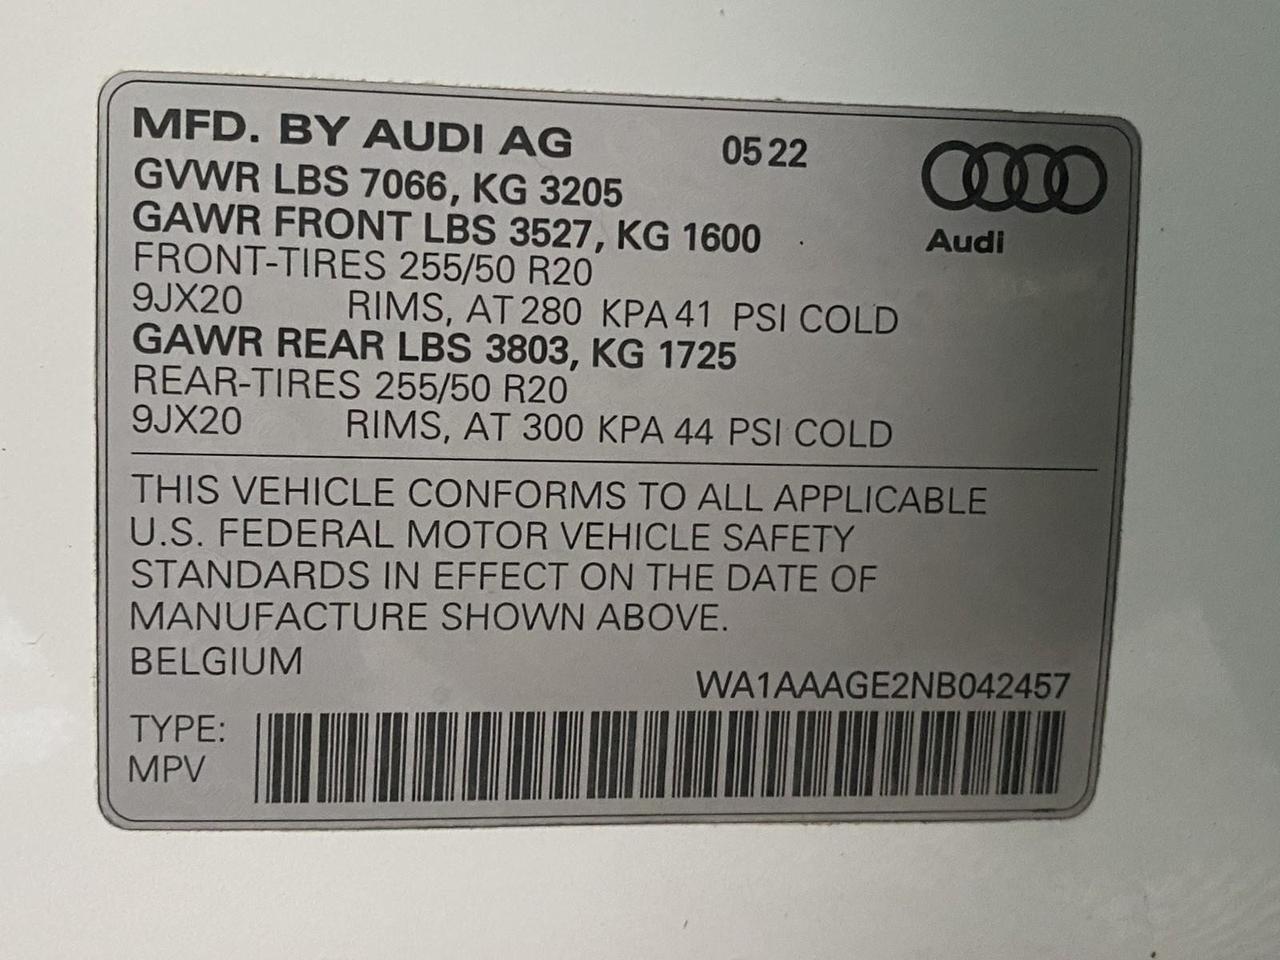 MFD. BY AUDI AG 05 22
GVWR LBS 7066, KG 3205
GAWR FRONT LBS 3527, KG 1600
Audi
FRONT-TIRES 255/50 R20
9JX20 RIMS, AT 280 KPA 41 PSI COLD
GAWR REAR LBS 3803, KG 1725
REAR-TIRES 255/50 R20
9JX20 RIMS, AT 300 KPA 44 PSI COLD
THIS VEHICLE CONFORMS TO ALL APPLICABLE
U.S. FEDERAL MOTOR VEHICLE SAFETY
STANDARDS IN EFFECT ON THE DATE OF
MANUFACTURE SHOWN ABOVE.
BELGIUM
WA1AAAGE2NB042457
TYPE:
MPV